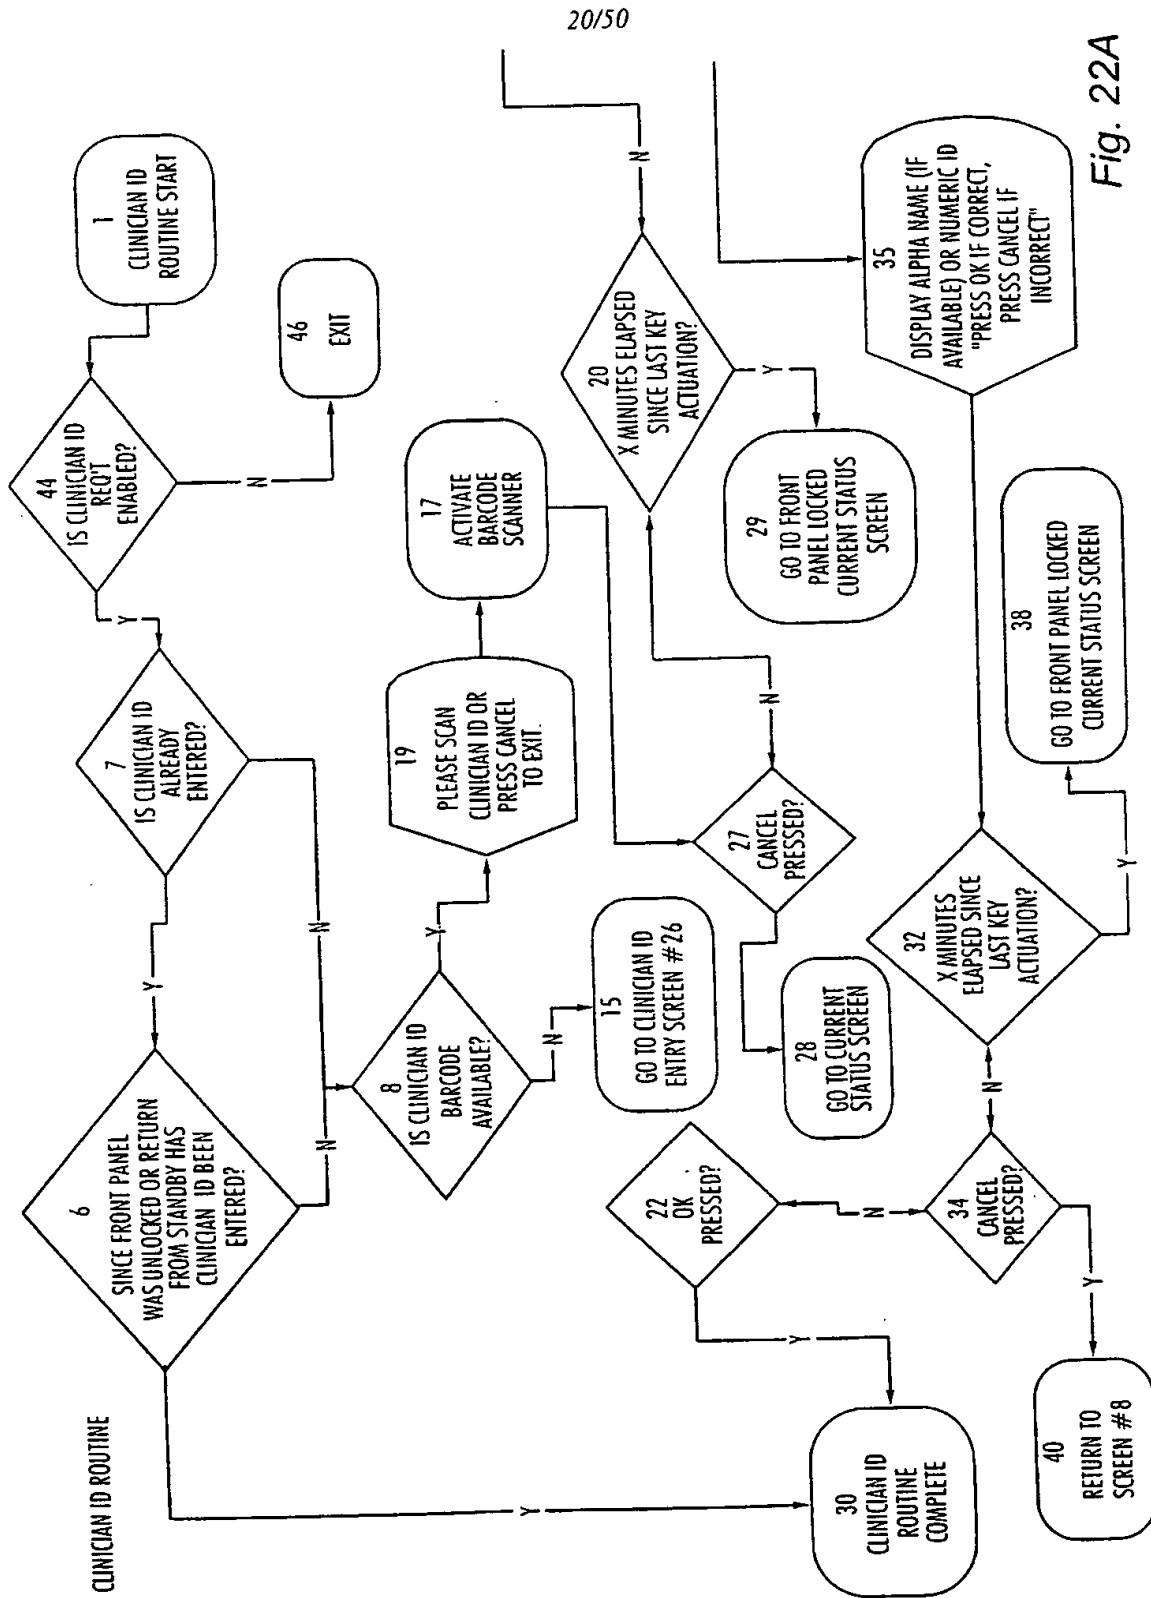 20/50
CLINICIAN ID ROUTINE
1
CLINICIAN ID
ROUTINE START
44
IS CLINICIAN ID
REQ'T
ENABLED?
N
46
EXIT
Y
7
IS CLINICIAN ID
ALREADY
ENTERED?
N
Y
6
SINCE FRONT PANEL
WAS UNLOCKED OR RETURN
FROM STANDBY HAS
CLINICIAN ID BEEN
ENTERED?
N
Y
8
IS CLINICIAN ID
BARCODE
AVAILABLE?
Y
N
19
PLEASE SCAN
CLINICIAN ID OR
PRESS CANCEL
TO EXIT.
17
ACTIVATE
BARCODE
SCANNER
15
GO TO CLINICIAN ID
ENTRY SCREEN #26
27
CANCEL
PRESSED?
N
28
GO TO CURRENT
STATUS SCREEN
20
X MINUTES ELAPSED
SINCE LAST KEY
ACTUATION?
N
Y
29
GO TO FRONT
PANEL LOCKED
CURRENT STATUS
SCREEN
35
DISPLAY ALPHA NAME (IF
AVAILABLE) OR NUMERIC ID
"PRESS OK IF CORRECT,
PRESS CANCEL IF
INCORRECT"
32
X MINUTES
ELAPSED SINCE
LAST KEY
ACTUATION?
Y
38
GO TO FRONT PANEL LOCKED
CURRENT STATUS SCREEN
N
34
CANCEL
PRESSED?
N
Y
22
OK
PRESSED?
Y
30
CLINICIAN ID
ROUTINE
COMPLETE
40
RETURN TO
SCREEN #8
Fig. 22A